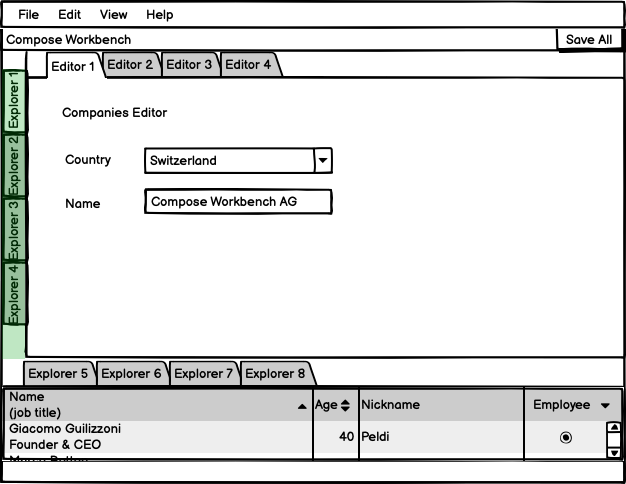 File Edit View Help
Compose Workbench Save All
Editor 1 Editor 2 Editor 3 Editor 4
Explorer 1
Explorer 2
Explorer 3
Explorer 4
Companies Editor
Country Switzerland
Name Compose Workbench AG
Explorer 5 Explorer 6 Explorer 7 Explorer 8
Name
(job title) Age Nickname Employee
Giacomo Guilizzoni
Founder & CEO 40 Peldi